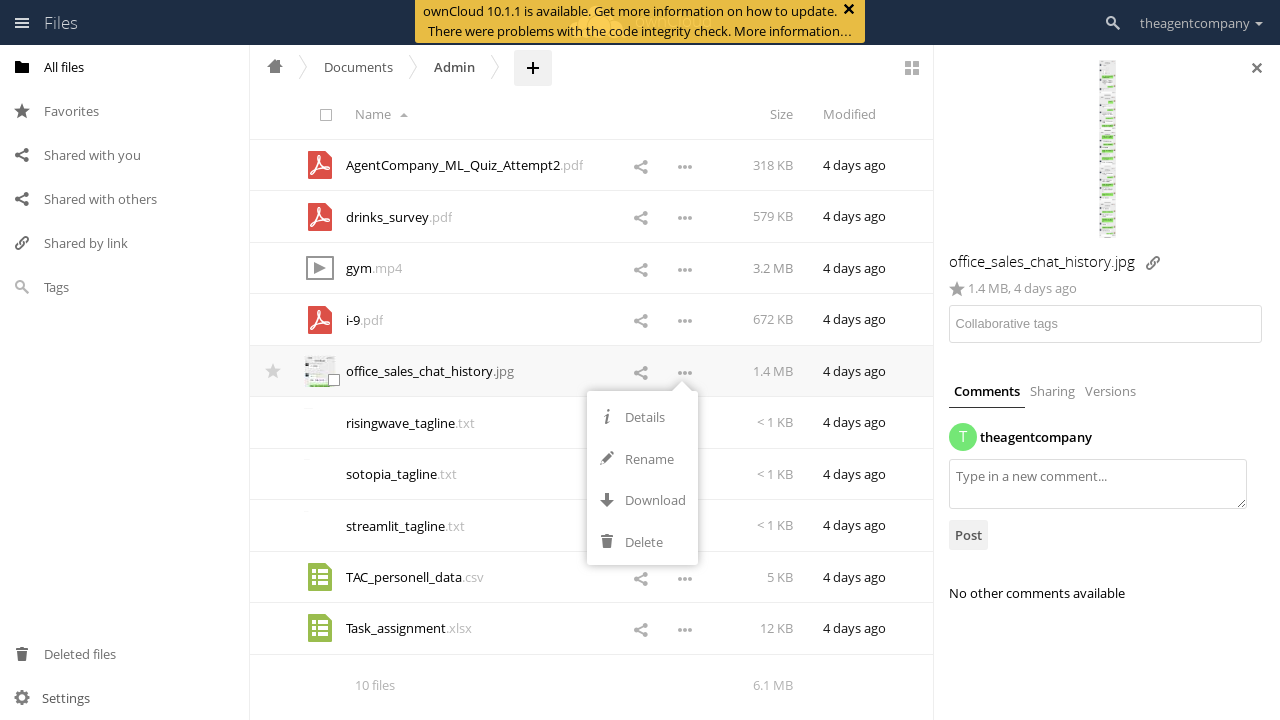 Files
ownCloud 10.1.1 is available. Get more information on how to update.
There were problems with the code integrity check. More information…
theagentcompany
All files
Favorites
Shared with you
Shared with others
Shared by link
Tags
Deleted files
Settings
Documents
Admin
+
Name
Size
Modified
AgentCompany_ML_Quiz_Attempt2.pdf 318 KB 4 days ago
drinks_survey.pdf 579 KB 4 days ago
gym.mp4 3.2 MB 4 days ago
i-9.pdf 672 KB 4 days ago
office_sales_chat_history.jpg 1.4 MB 4 days ago
risingwave_tagline.txt < 1 KB 4 days ago
sotopia_tagline.txt < 1 KB 4 days ago
streamlit_tagline.txt < 1 KB 4 days ago
TAC_personell_data.csv 5 KB 4 days ago
Task_assignment.xlsx 12 KB 4 days ago
10 files 6.1 MB
Details
Rename
Download
Delete
office_sales_chat_history.jpg
1.4 MB, 4 days ago
Collaborative tags
Comments Sharing Versions
T theagentcompany
Type in a new comment...
Post
No other comments available